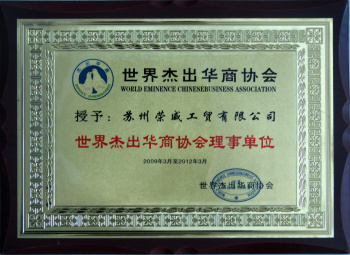 世界杰出华商协会
WORLD EMINENCE CHINESEBUSINESS ASSOCIATION
授予：苏州荣威工贸有限公司
世界杰出华商协会理事单位
2009年3月至2012年3月
世界杰出华商协会